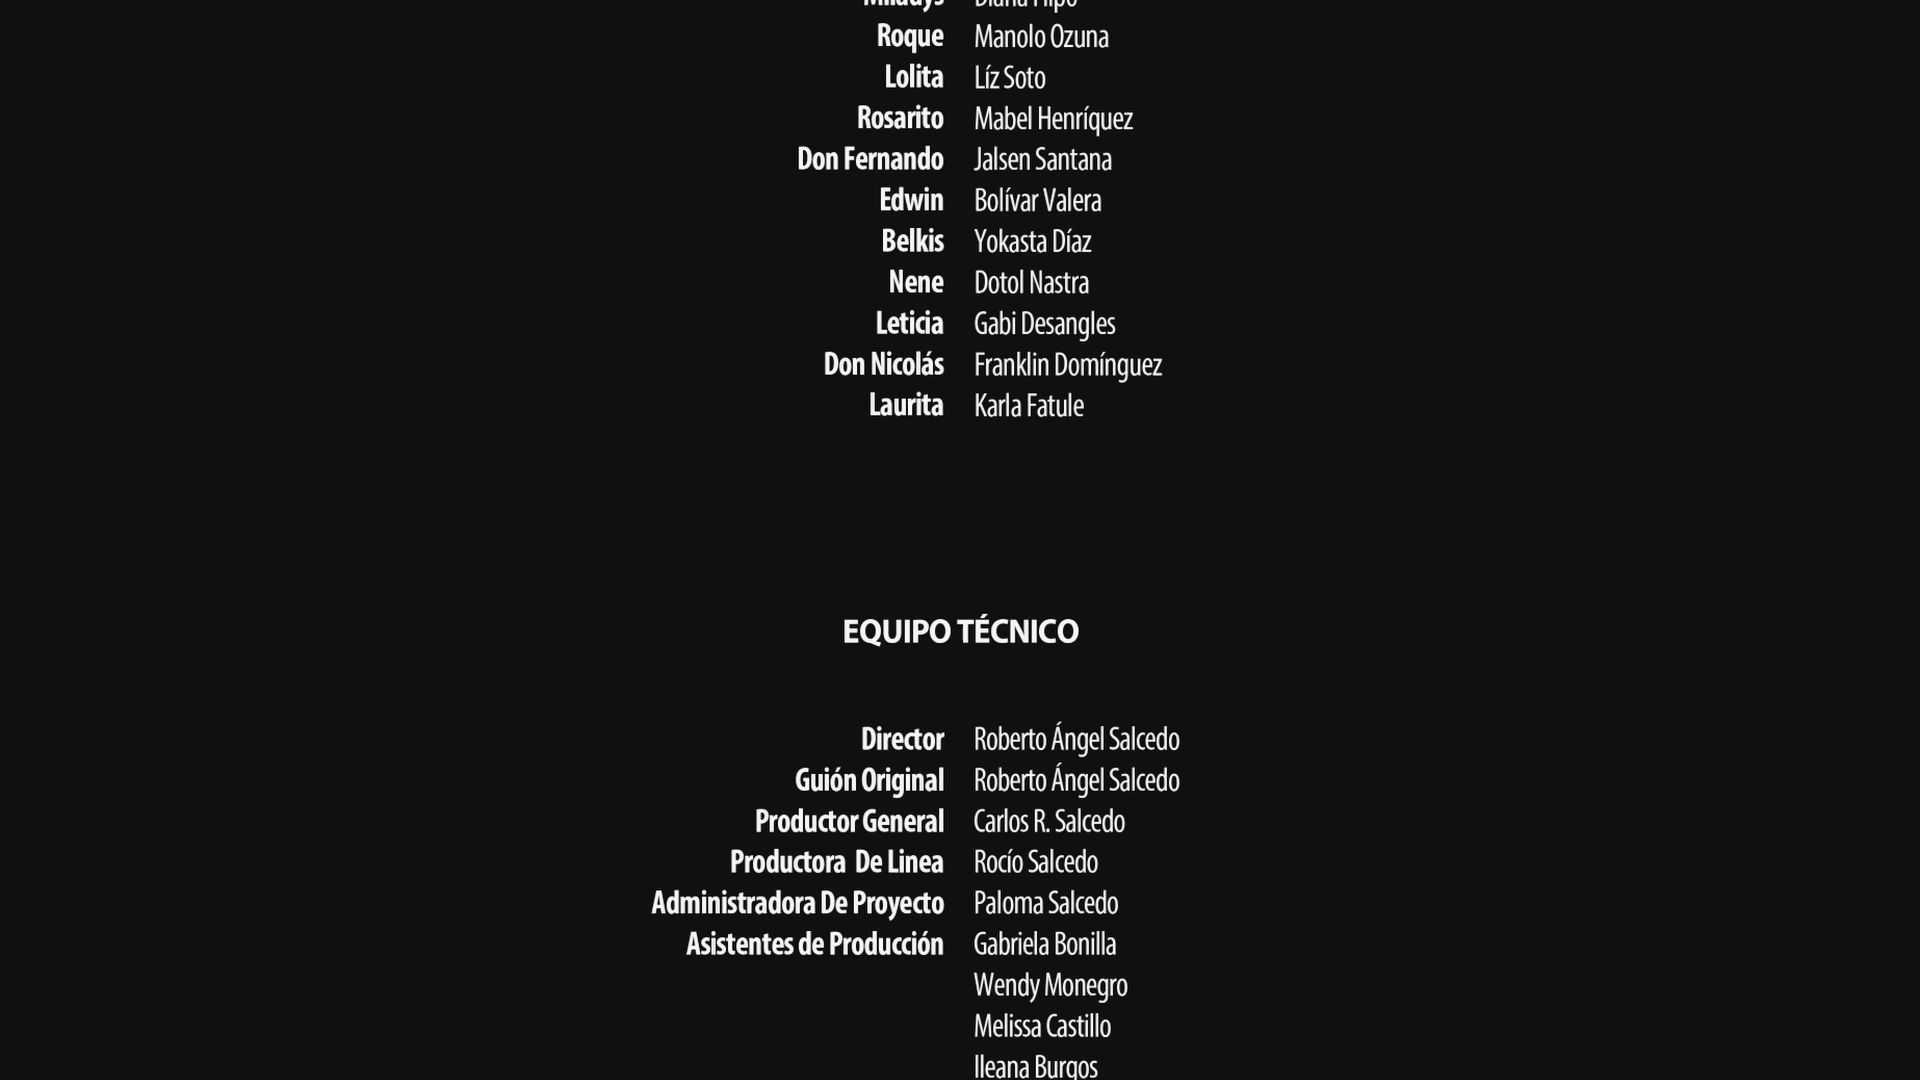 Roque Manolo Ozuna
Lolita Líz Soto
Rosarito Mabel Henríquez
Don Fernando Jalsen Santana
Edwin Bolívar Valera
Belkis Yokasta Díaz
Nene Dotol Nastra
Leticia Gabi Desangles
Don Nicolás Franklin Domínguez
Laurita Karla Fatule
EQUIPO TÉCNICO
Director Roberto Ángel Salcedo
Guión Original Roberto Ángel Salcedo
Productor General Carlos R. Salcedo
Productora De Linea Rocío Salcedo
Administradora De Proyecto Paloma Salcedo
Asistentes de Producción Gabriela Bonilla
Wendy Monegro
Melissa Castillo
Ileana Burgos